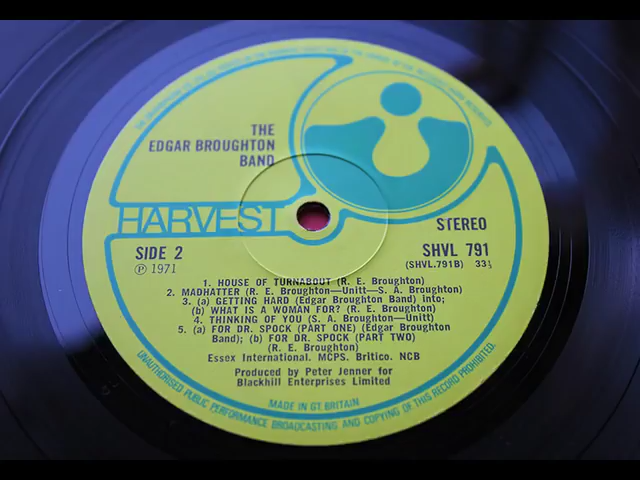 THE
EDGAR BROUGHTON
BAND
HARVEST
STEREO
SIDE 2
Ⓟ 1971
SHVL 791
(SHVL.791B) 33⅓
1. HOUSE OF TURNABOUT (R. E. Broughton)
2. MADHATTER (R. E. Broughton—Unitt—S. A. Broughton)
3. (a) GETTING HARD (Edgar Broughton Band) into;
(b) WHAT IS A WOMAN FOR? (R. E. Broughton)
4. THINKING OF YOU (S. A. Broughton—Unitt)
5. (a) FOR DR. SPOCK (PART ONE) (Edgar Broughton
Band); (b) FOR DR. SPOCK (PART TWO)
(R. E. Broughton)
Essex International. MCPS. Britico. NCB
Produced by Peter Jenner for
Blackhill Enterprises Limited
MADE IN GT. BRITAIN
UNAUTHORISED PUBLIC PERFORMANCE BROADCASTING AND COPYING OF THIS RECORD PROHIBITED.